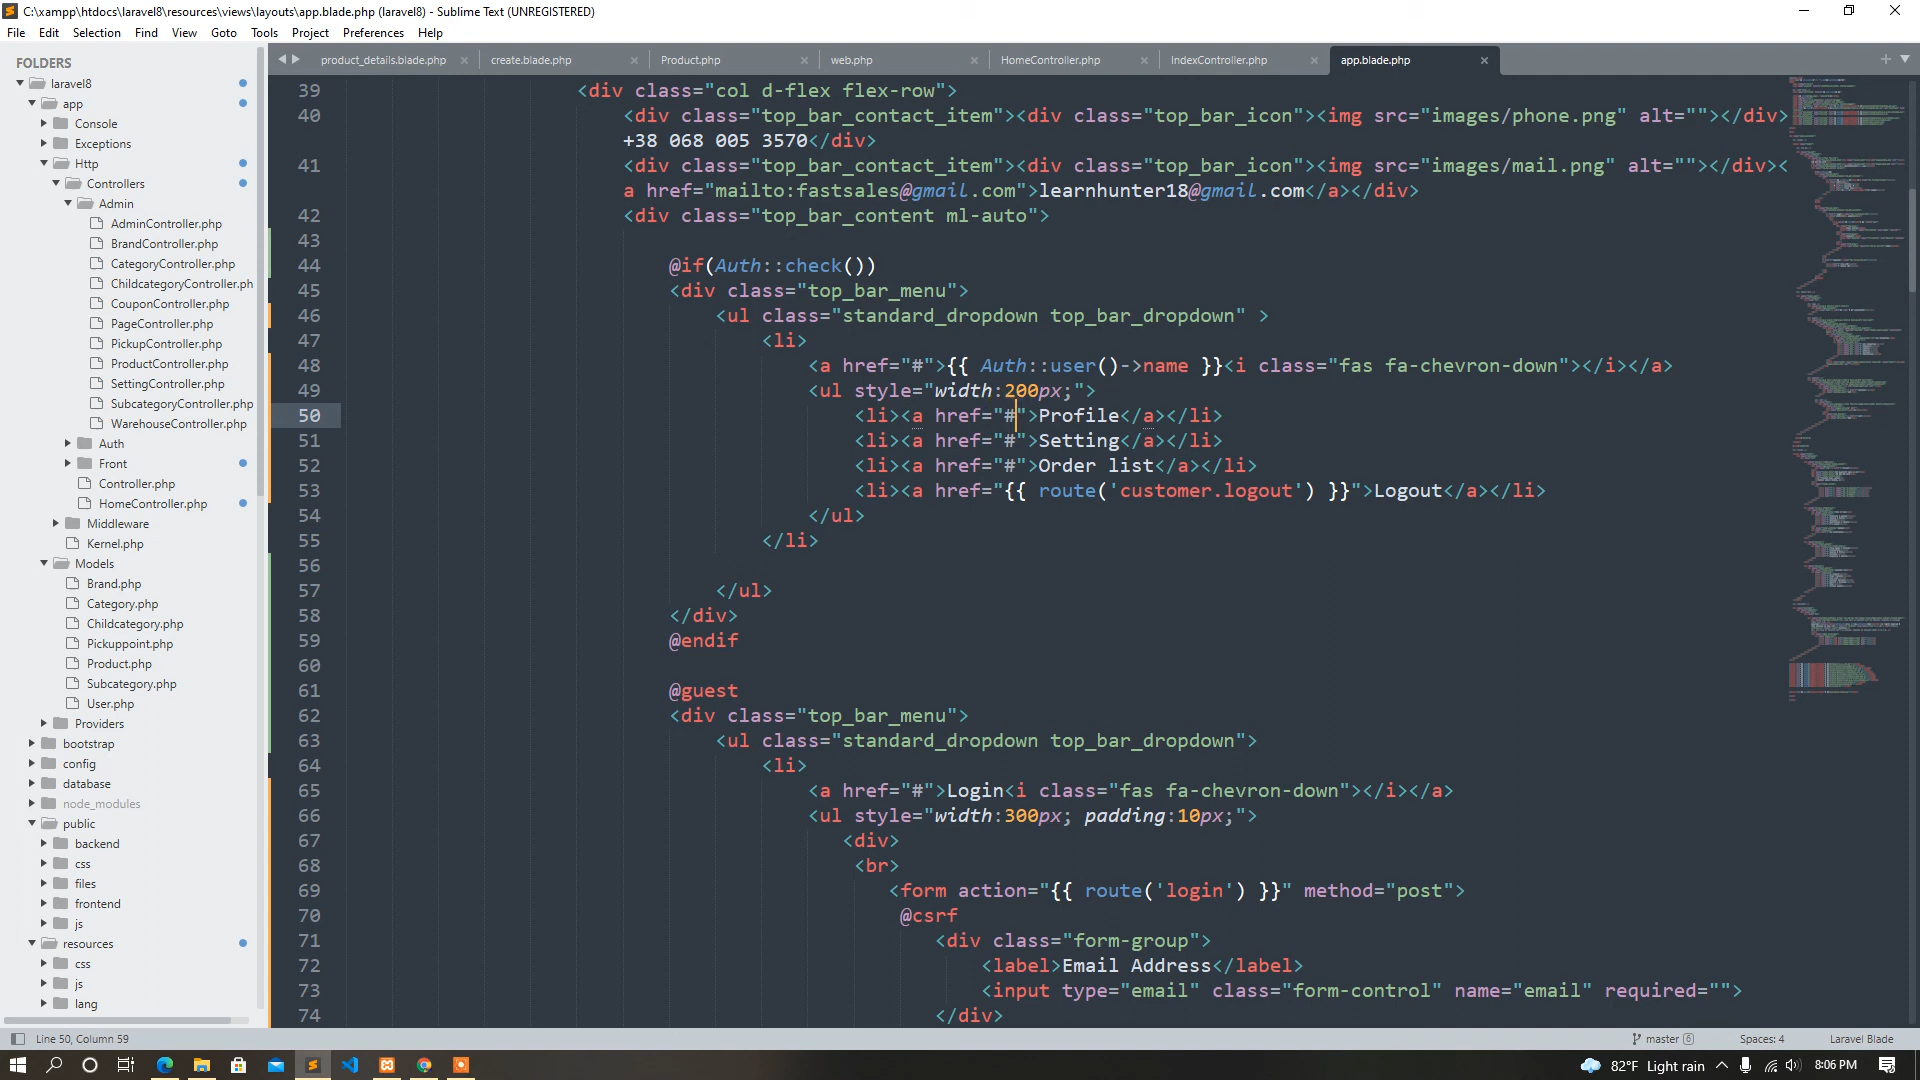 C:\xampp\htdocs\laravel8\resources\views\layouts\app.blade.php (laravel8) - Sublime Text (UNREGISTERED)
File Edit Selection Find View Goto Tools Project Preferences Help
FOLDERS
laravel8
app
Console
Exceptions
Http
Controllers
Admin
AdminController.php
BrandController.php
CategoryController.php
ChildcategoryController.ph
CouponController.php
PageController.php
PickupController.php
ProductController.php
SettingController.php
SubcategoryController.php
WarehouseController.php
Auth
Front
Controller.php
HomeController.php
Middleware
Kernel.php
Models
Brand.php
Category.php
Childcategory.php
Pickuppoint.php
Product.php
Subcategory.php
User.php
Providers
bootstrap
config
database
node_modules
public
backend
css
files
frontend
js
resources
css
js
lang
product_details.blade.php create.blade.php Product.php web.php HomeController.php IndexController.php app.blade.php
39 <div class="col d-flex flex-row">
40 <div class="top_bar_contact_item"><div class="top_bar_icon"><img src="images/phone.png" alt=""></div>
+38 068 005 3570</div>
41 <div class="top_bar_contact_item"><div class="top_bar_icon"><img src="images/mail.png" alt=""></div><
a href="mailto:fastsales@gmail.com">learnhunter18@gmail.com</a></div>
42 <div class="top_bar_content ml-auto">
43
44 @if(Auth::check())
45 <div class="top_bar_menu">
46 <ul class="standard_dropdown top_bar_dropdown" >
47 <li>
48 <a href="#">{{ Auth::user()->name }}<i class="fas fa-chevron-down"></i></a>
49 <ul style="width:200px;">
50 <li><a href="#">Profile</a></li>
51 <li><a href="#">Setting</a></li>
52 <li><a href="#">Order list</a></li>
53 <li><a href="{{ route('customer.logout') }}">Logout</a></li>
54 </ul>
55 </li>
56
57 </ul>
58 </div>
59 @endif
60
61 @guest
62 <div class="top_bar_menu">
63 <ul class="standard_dropdown top_bar_dropdown">
64 <li>
65 <a href="#">Login<i class="fas fa-chevron-down"></i></a>
66 <ul style="width:300px; padding:10px;">
67 <div>
68 <br>
69 <form action="{{ route('login') }}" method="post">
70 @csrf
71 <div class="form-group">
72 <label>Email Address</label>
73 <input type="email" class="form-control" name="email" required="">
74 </div>
Line 50, Column 59 master 6 Spaces: 4 Laravel Blade
82°F Light rain 8:06 PM